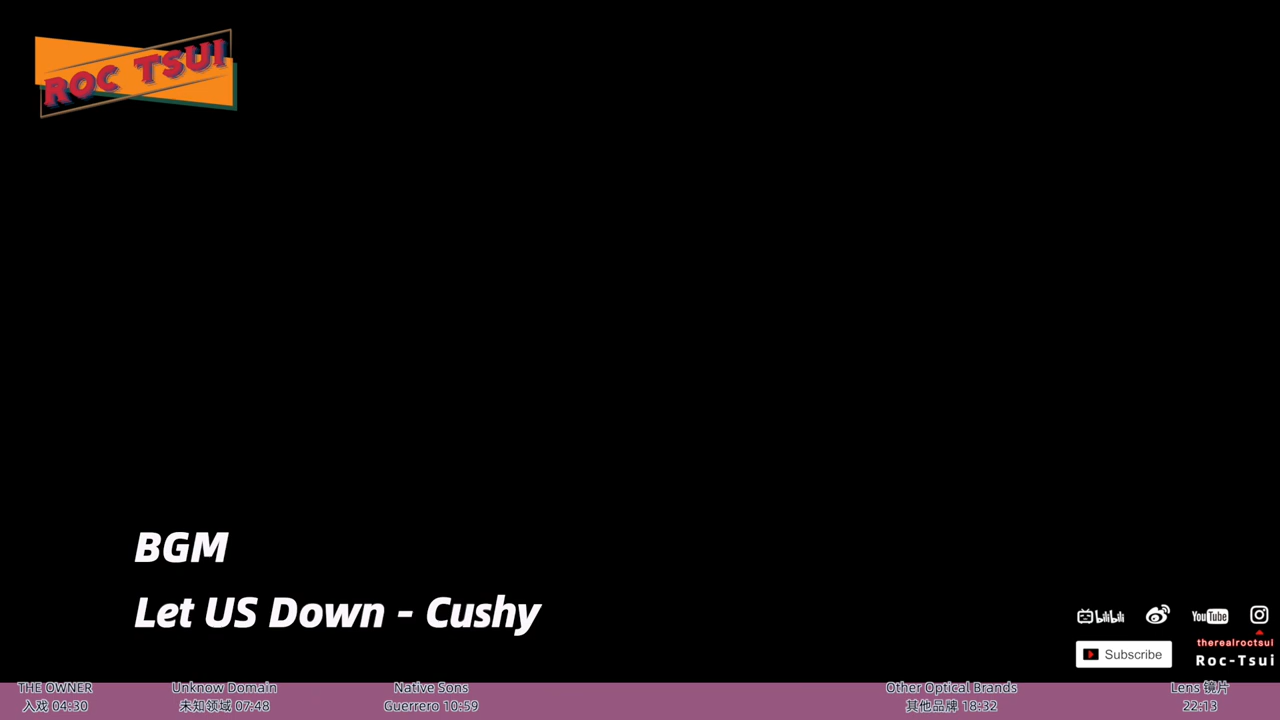 ROC TSUI
BGM
Let US Down - Cushy
bilibili
YouTube
Subscribe
therealroctsui
Roc-Tsui
THE OWNER
入戏 04:30
Unknow Domain
未知领域 07:48
Native Sons
Guerrero 10:59
Other Optical Brands
其他品牌 18:32
Lens 镜片
22:13